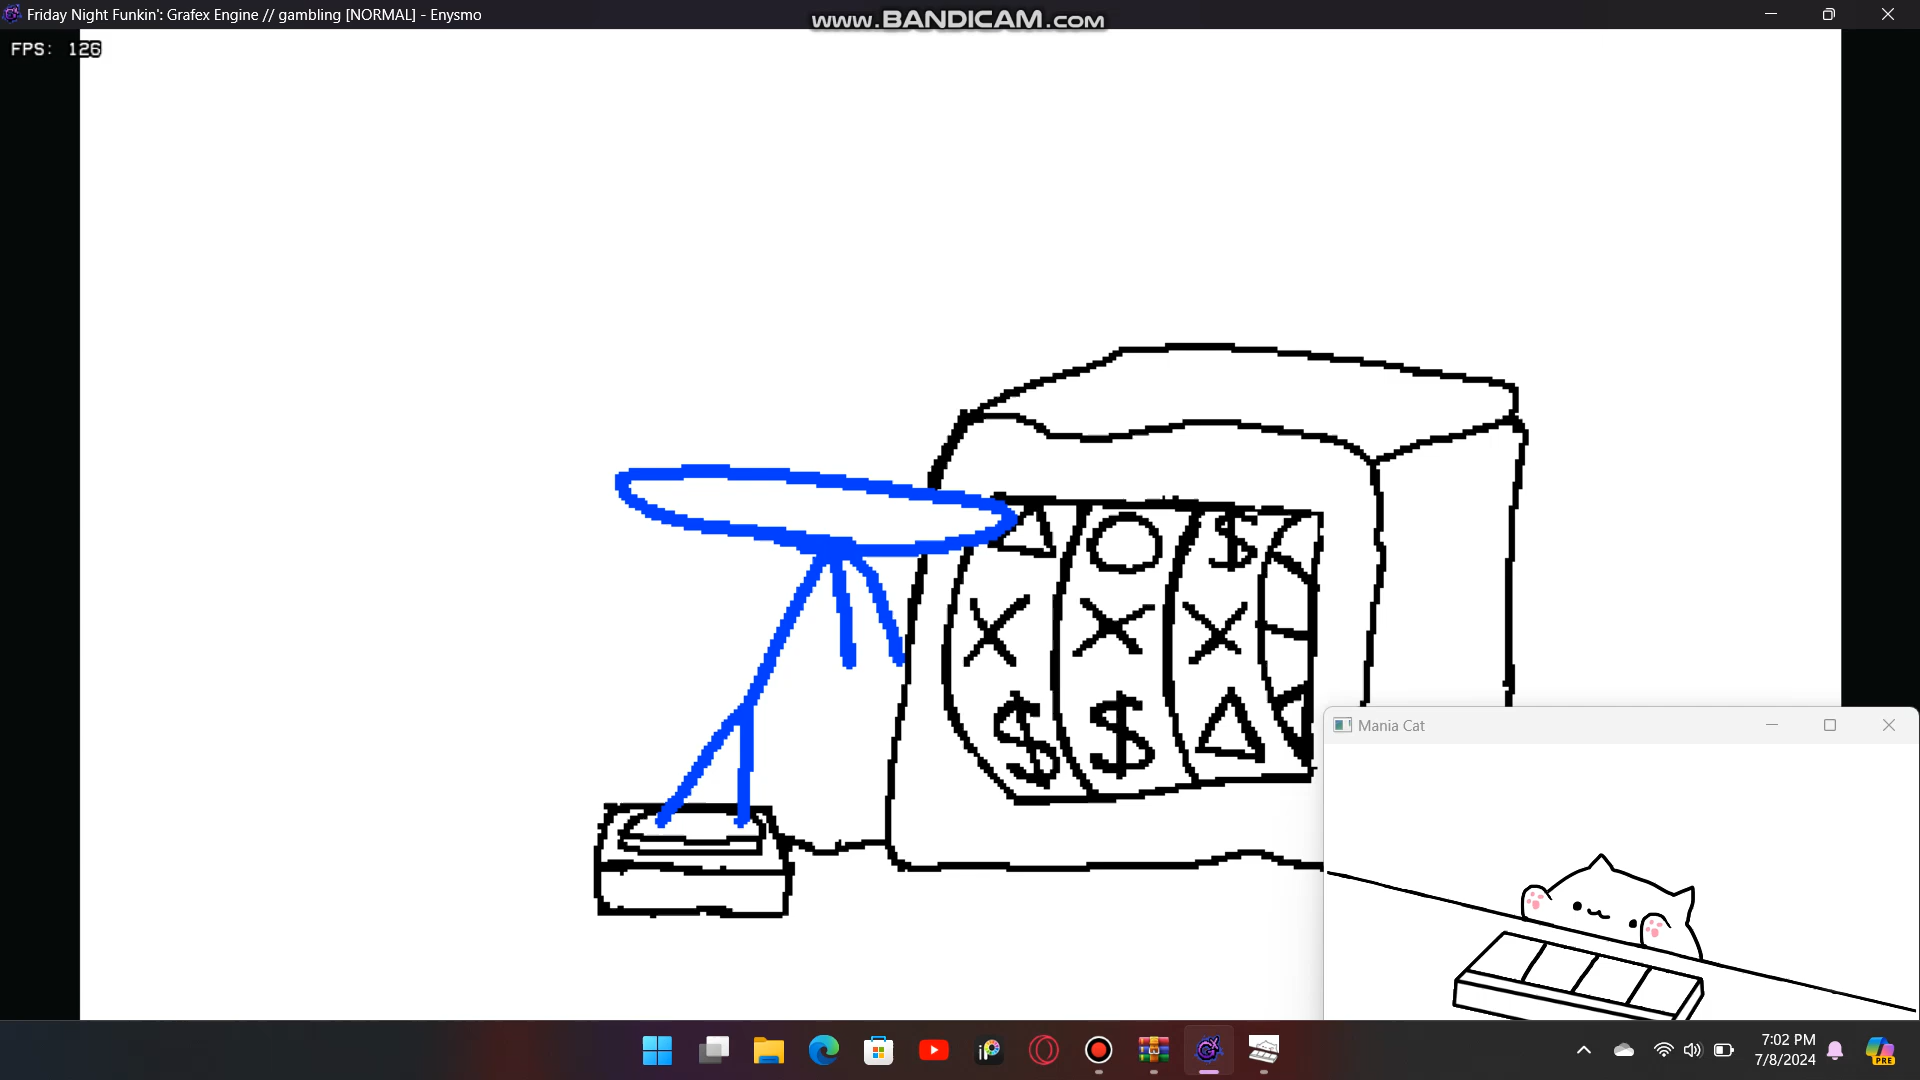 Friday Night Funkin': Grafex Engine // gambling [NORMAL] - Enysmo
www.BANDICAM.com
FPS: 126
$
$ $
Mania Cat
7:02 PM
7/8/2024
PRE